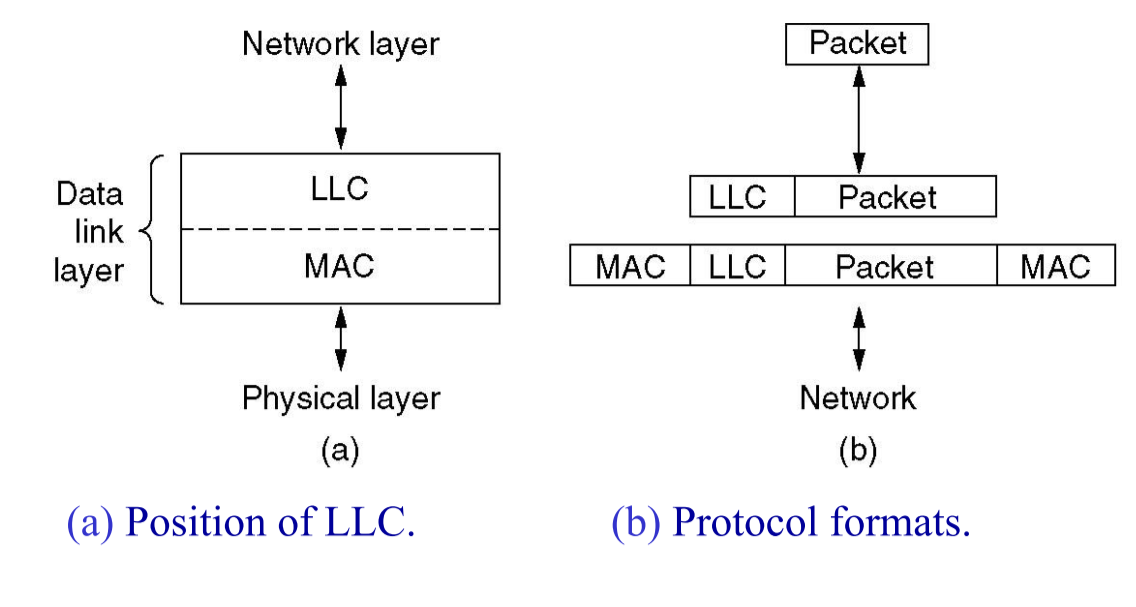 Network layer
Data
link
layer
LLC
MAC
Physical layer
(a)
Packet
LLC Packet
MAC LLC Packet MAC
Network
(b)
(a) Position of LLC.
(b) Protocol formats.